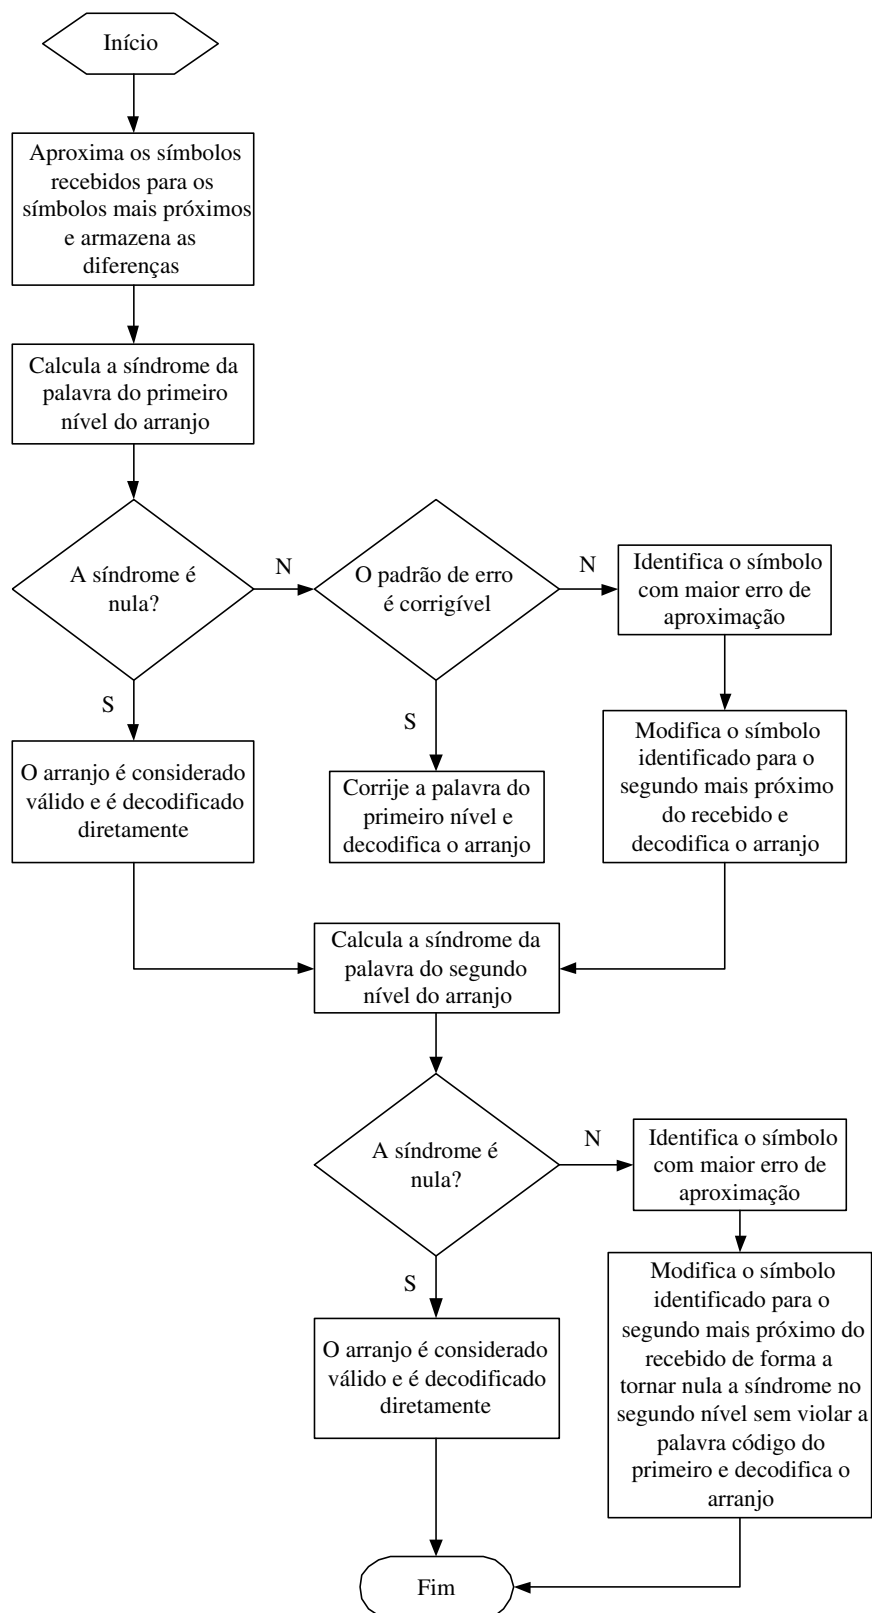 Início
Aproxima os símbolos
recebidos para os
símbolos mais próximos
e armazena as
diferenças
Calcula a síndrome da
palavra do primeiro
nível do arranjo
A síndrome é
nula?
N
O padrão de erro
é corrigível
N
Identifica o símbolo
com maior erro de
aproximação
S
S
O arranjo é considerado
válido e é decodificado
diretamente
Corrije a palavra do
primeiro nível e
decodifica o arranjo
Modifica o símbolo
identificado para o
segundo mais próximo
do recebido e
decodifica o arranjo
Calcula a síndrome da
palavra do segundo
nível do arranjo
A síndrome é
nula?
N
Identifica o símbolo
com maior erro de
aproximação
S
O arranjo é considerado
válido e é decodificado
diretamente
Modifica o símbolo
identificado para o
segundo mais próximo do
recebido de forma a
tornar nula a síndrome no
segundo nível sem violar a
palavra código do
primeiro e decodifica o
arranjo
Fim